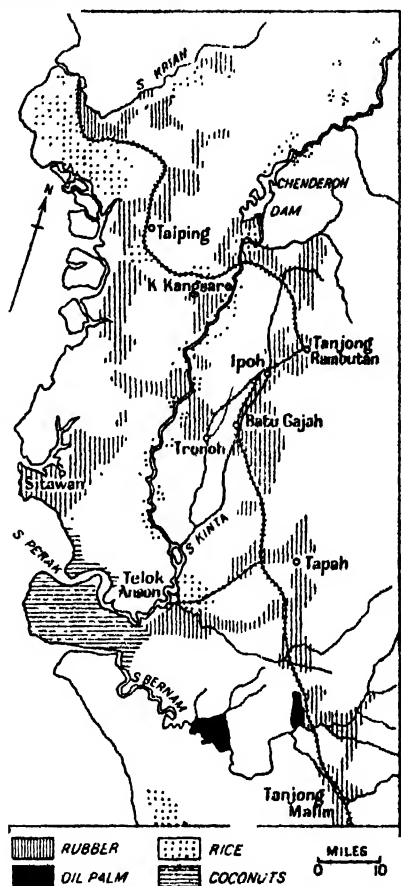 S KRIAN
CHENDEROH
DAM
N
Taiping
K Kangsar
Tanjong
Rambutan
Ipoh
Batu Gajah
Tronoh
Sitawan
S KINTA
S PERAK
Telok
Anson
Tapah
S BERNAM
Tanjong
Malim
RUBBER
RICE
MILES
OIL PALM
COCONUTS
0 10